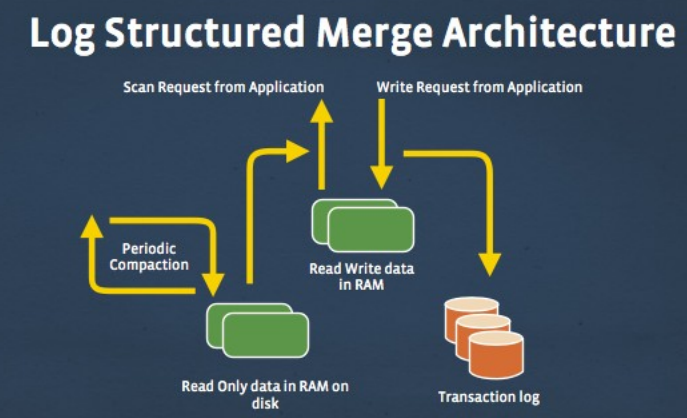 Log Structured Merge Architecture
Scan Request from Application
Write Request from Application
Periodic
Compaction
Read Write data
in RAM
Read Only data in RAM on
disk
Transaction log